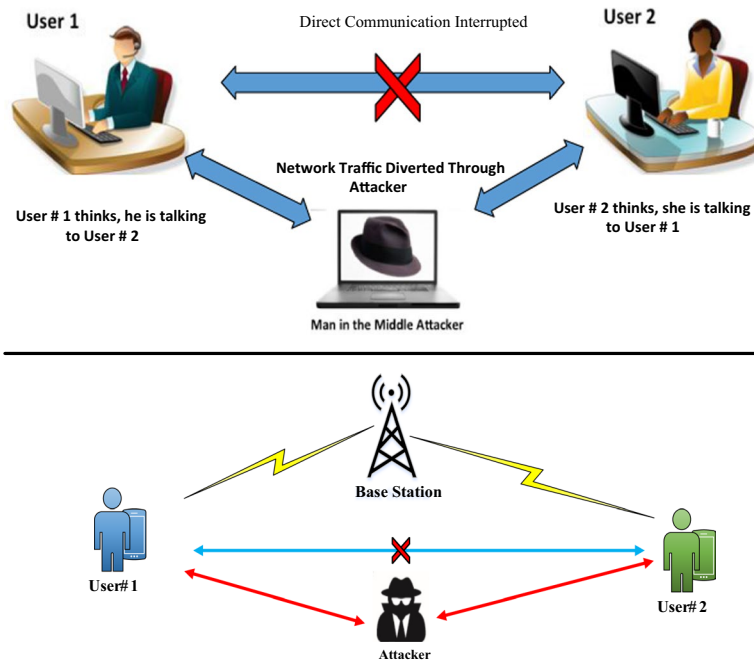 User 1
Direct Communication Interrupted
User 2
Network Traffic Diverted Through
Attacker
User # 1 thinks, he is talking
to User # 2
User # 2 thinks, she is talking
to User # 1
Man in the Middle Attacker
Base Station
User# 1
User# 2
Attacker